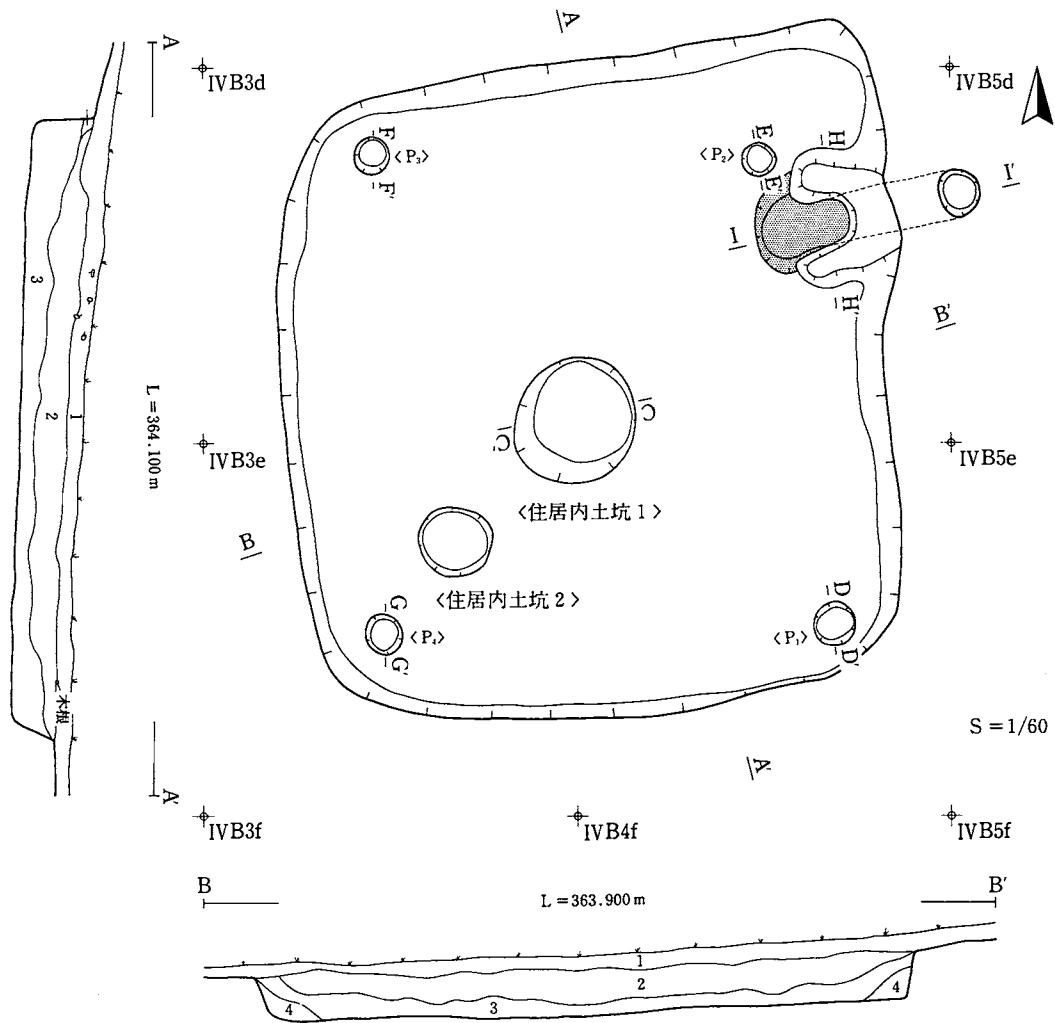 A
A
IVB3d
IVB5d
F
<P₃>
F'
E
<P₂>
E'
H
I
I'
H'
B'
3
2
1
L=364.100m
C
C'
IVB3e
IVB5e
<住居内土坑1>
B
<住居内土坑2>
G
<P₄>
G'
D
<P₁>
D'
木根
S=1/60
A'
A'
IVB3f
IVB4f
IVB5f
B
B'
L=363.900m
1
2
3
4
4